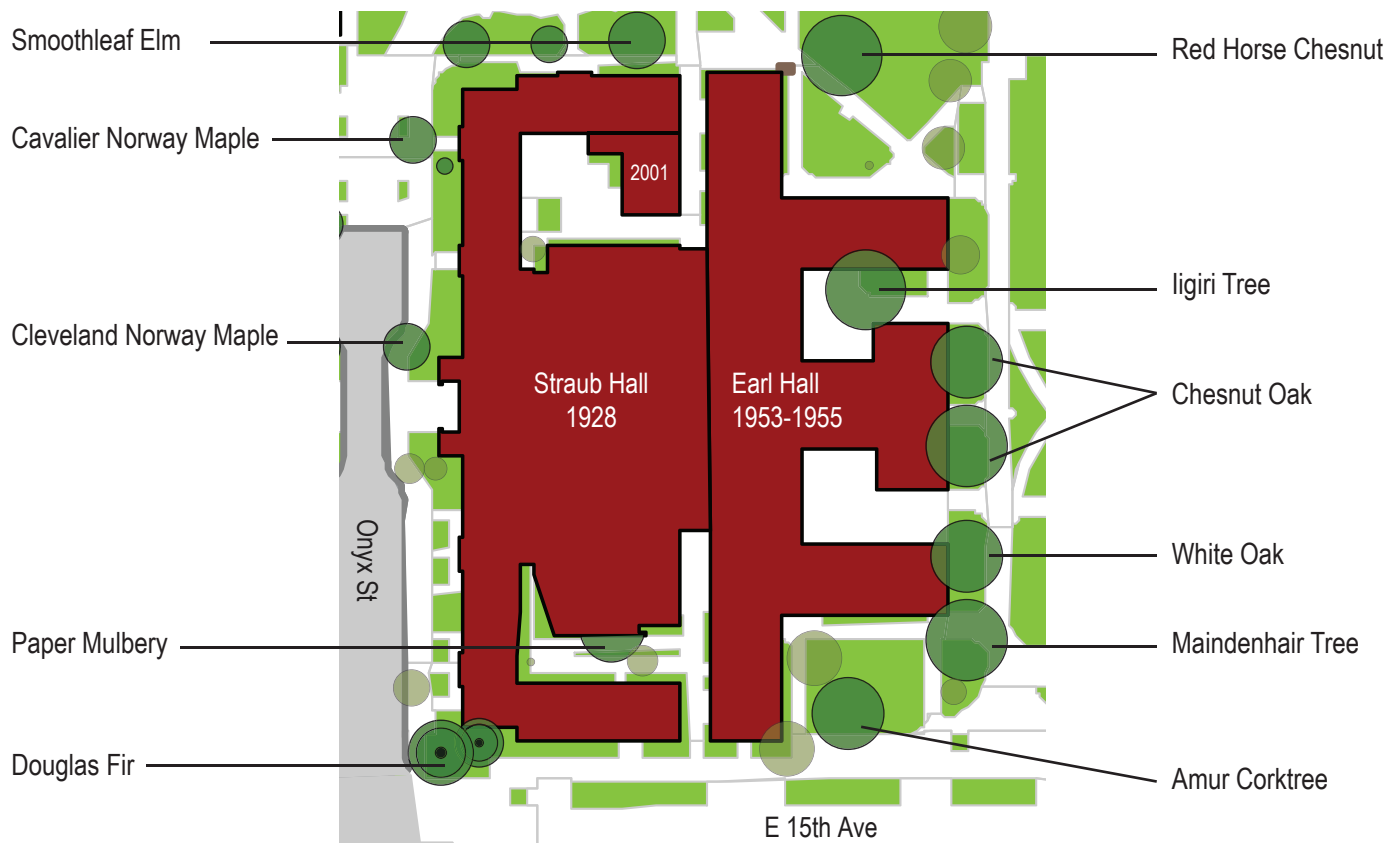 Smoothleaf Elm
Red Horse Chesnut
Cavalier Norway Maple
2001
Iigiri Tree
Cleveland Norway Maple
Straub Hall
1928
Earl Hall
1953-1955
Chesnut Oak
Onyx St
White Oak
Paper Mulbery
Maindenhair Tree
Douglas Fir
Amur Corktree
E 15th Ave